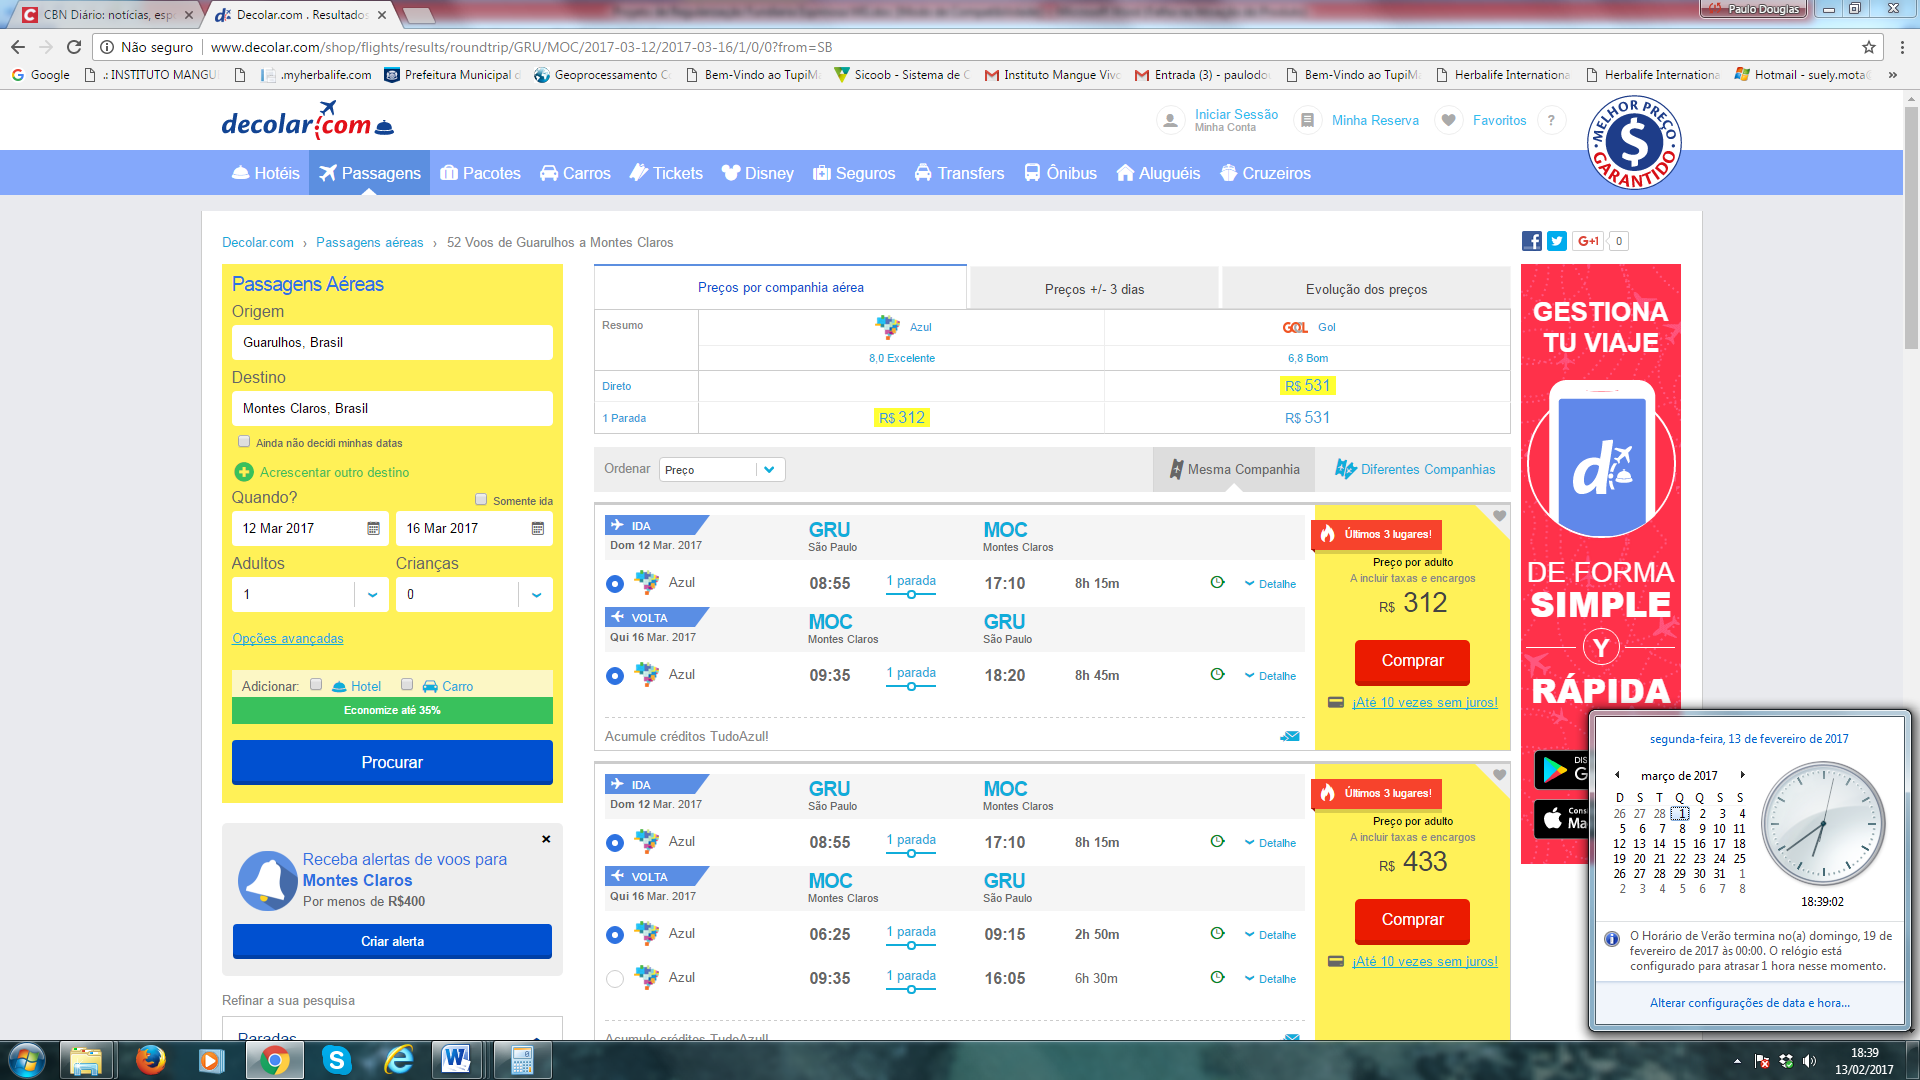 CBN Diário: notícias, esp
Decolar.com . Resultados
Paulo Douglas
Não seguro
www.decolar.com/shop/flights/results/roundtrip/GRU/MOC/2017-03-12/2017-03-16/1/0/0?from=SB
Google
.: INSTITUTO MANGU
.myherbalife.com
Prefeitura Municipal d
Geoprocessamento C
Bem-Vindo ao TupiM
Sicoob - Sistema de C
Instituto Mangue Vivo
Entrada (3) - paulodou
Bem-Vindo ao TupiM
Herbalife Internationa
Herbalife Internationa
Hotmail - suely.mota
decolar.com
Iniciar Sessão
Minha Conta
Minha Reserva
Favoritos
?
MELHOR PREÇO
$
GARANTIDO
Hotéis
Passagens
Pacotes
Carros
Tickets
Disney
Seguros
Transfers
Ônibus
Aluguéis
Cruzeiros
Decolar.com › Passagens aéreas › 52 Voos de Guarulhos a Montes Claros
G+1
0
Passagens Aéreas
Origem
Guarulhos, Brasil
Destino
Montes Claros, Brasil
Ainda não decidi minhas datas
Acrescentar outro destino
Quando?
Somente ida
12 Mar 2017
16 Mar 2017
Adultos
Crianças
1
0
Opções avançadas
Adicionar:
Hotel
Carro
Economize até 35%
Procurar
Receba alertas de voos para
Montes Claros
Por menos de R$400
Criar alerta
Refinar a sua pesquisa
Paradas
Preços por companhia aérea
Preços +/- 3 dias
Evolução dos preços
Resumo
Azul
GOL Gol
8,0 Excelente
6,8 Bom
Direto
R$ 531
1 Parada
R$ 312
R$ 531
Ordenar
Preço
Mesma Companhia
Diferentes Companhias
IDA
Dom 12 Mar. 2017
GRU
São Paulo
MOC
Montes Claros
Azul 08:55 1 parada 17:10 8h 15m Detalhe
VOLTA
Qui 16 Mar. 2017
MOC
Montes Claros
GRU
São Paulo
Azul 09:35 1 parada 18:20 8h 45m Detalhe
Acumule créditos TudoAzul!
Últimos 3 lugares!
Preço por adulto
A incluir taxas e encargos
R$ 312
Comprar
¡Até 10 vezes sem juros!
IDA
Dom 12 Mar. 2017
GRU
São Paulo
MOC
Montes Claros
Azul 08:55 1 parada 17:10 8h 15m Detalhe
VOLTA
Qui 16 Mar. 2017
MOC
Montes Claros
GRU
São Paulo
Azul 06:25 1 parada 09:15 2h 50m Detalhe
Azul 09:35 1 parada 16:05 6h 30m Detalhe
Acumule créditos TudoAzul!
Últimos 3 lugares!
Preço por adulto
A incluir taxas e encargos
R$ 433
Comprar
¡Até 10 vezes sem juros!
GESTIONA
TU VIAJE
d
DE FORMA
SIMPLE
Y
RÁPIDA
segunda-feira, 13 de fevereiro de 2017
março de 2017
D S T Q Q S S
26 27 28 1 2 3 4
5 6 7 8 9 10 11
12 13 14 15 16 17 18
19 20 21 22 23 24 25
26 27 28 29 30 31 1
2 3 4 5 6 7 8
18:39:02
O Horário de Verão termina no(a) domingo, 19 de
fevereiro de 2017 às 00:00. O relógio está
configurado para atrasar 1 hora nesse momento.
Alterar configurações de data e hora...
18:39
13/02/2017